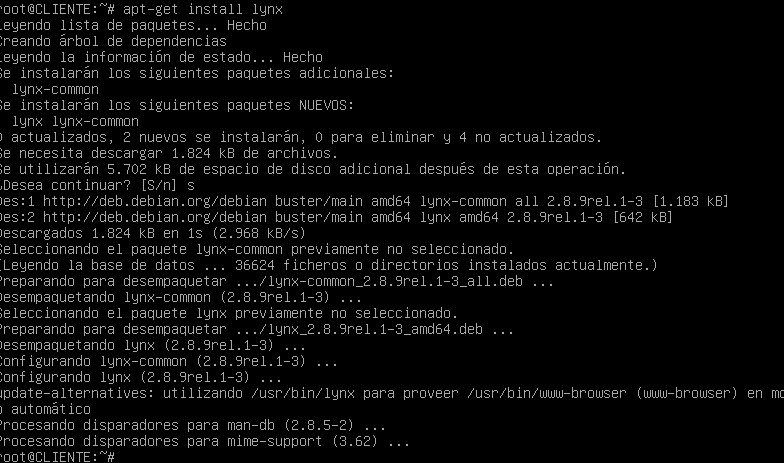 root@CLIENTE:~# apt-get install lynx
Leyendo lista de paquetes... Hecho
Creando árbol de dependencias
Leyendo la información de estado... Hecho
Se instalarán los siguientes paquetes adicionales:
  lynx-common
Se instalarán los siguientes paquetes NUEVOS:
  lynx lynx-common
0 actualizados, 2 nuevos se instalarán, 0 para eliminar y 4 no actualizados.
Se necesita descargar 1.824 kB de archivos.
Se utilizarán 5.702 kB de espacio de disco adicional después de esta operación.
¿Desea continuar? [S/n] s
Des:1 http://deb.debian.org/debian buster/main amd64 lynx-common all 2.8.9rel.1-3 [1.183 kB]
Des:2 http://deb.debian.org/debian buster/main amd64 lynx amd64 2.8.9rel.1-3 [642 kB]
Descargados 1.824 kB en 1s (2.968 kB/s)
Seleccionando el paquete lynx-common previamente no seleccionado.
(Leyendo la base de datos ... 36624 ficheros o directorios instalados actualmente.)
Preparando para desempaquetar .../lynx-common_2.8.9rel.1-3_all.deb ...
Desempaquetando lynx-common (2.8.9rel.1-3) ...
Seleccionando el paquete lynx previamente no seleccionado.
Preparando para desempaquetar .../lynx_2.8.9rel.1-3_amd64.deb ...
Desempaquetando lynx (2.8.9rel.1-3) ...
Configurando lynx-common (2.8.9rel.1-3) ...
Configurando lynx (2.8.9rel.1-3) ...
update-alternatives: utilizando /usr/bin/lynx para proveer /usr/bin/www-browser (www-browser) en mo
o automático
Procesando disparadores para man-db (2.8.5-2) ...
Procesando disparadores para mime-support (3.62) ...
root@CLIENTE:~#